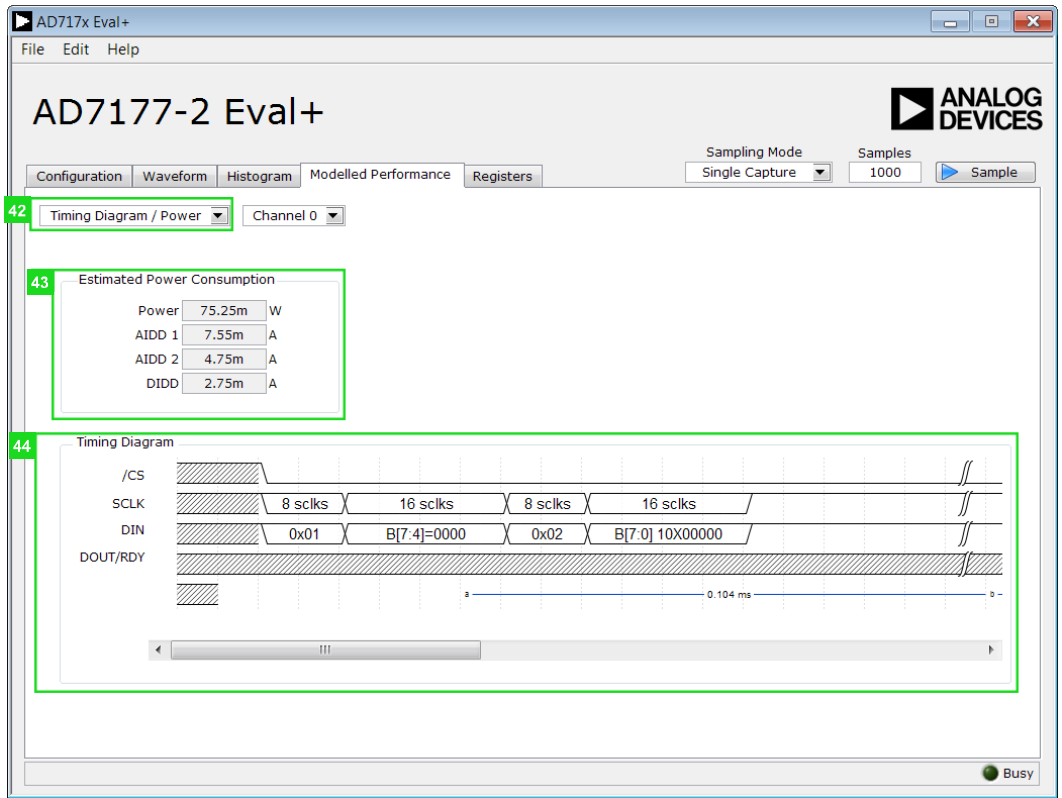 AD717x Eval+
File Edit Help
AD7177-2 Eval+
ANALOG
DEVICES
Sampling Mode Samples
Configuration Waveform Histogram Modelled Performance Registers Single Capture 1000 Sample
42 Timing Diagram / Power Channel 0
43 Estimated Power Consumption
Power 75.25m W
AIDD 1 7.55m A
AIDD 2 4.75m A
DIDD 2.75m A
44 Timing Diagram
/CS
SCLK 8 sclks 16 sclks 8 sclks 16 sclks
DIN 0x01 B[7:4]=0000 0x02 B[7:0] 10X00000
DOUT/RDY
a 0.104 ms b
Busy